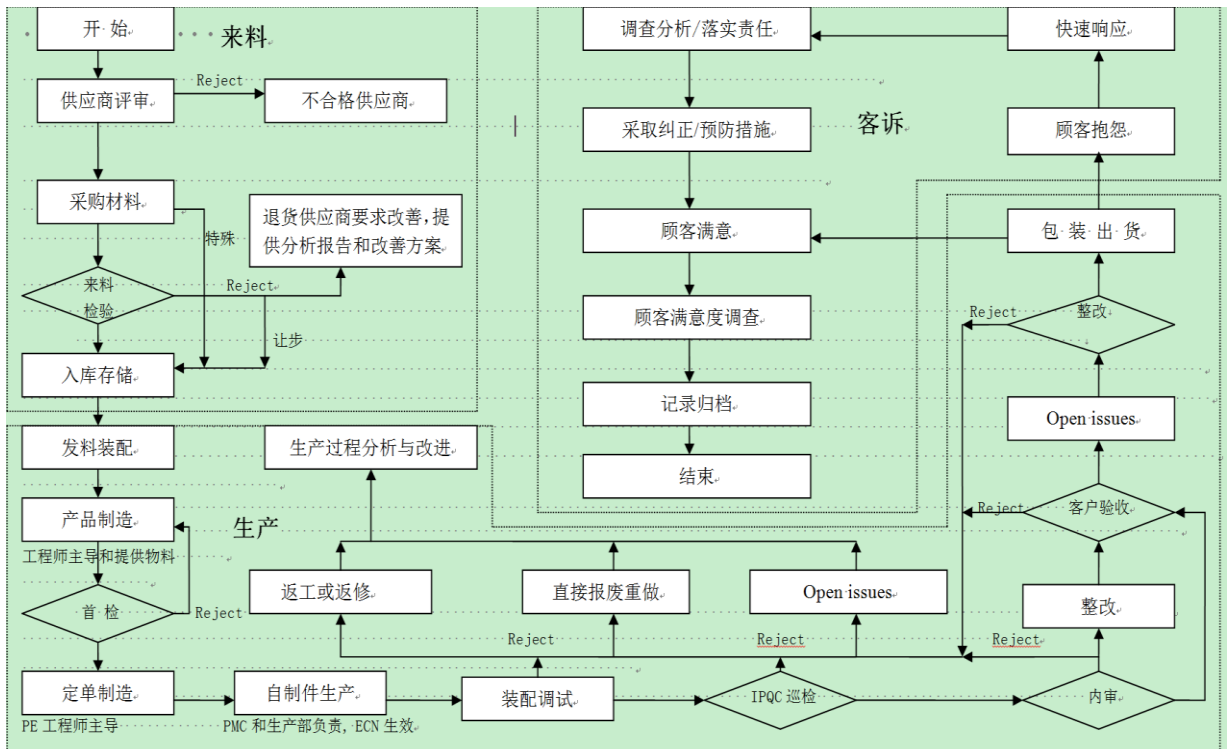 开 始
来料
调查分析/落实责任
快速响应
Reject
供应商评审
不合格供应商
采取纠正/预防措施
客诉
顾客抱怨
采购材料
特殊
退货供应商要求改善，提
供分析报告和改善方案
顾客满意
包 装 出 货
来料
检验
Reject
让步
顾客满意度调查
Reject
整改
入库存储
记录归档
Open issues
发料装配
生产过程分析与改进
结束
产品制造
生产
Reject
客户验收
工程师主导和提供物料
首 检
Reject
返工或返修
直接报废重做
Open issues
整改
Reject
Reject
Reject
定单制造
自制件生产
装配调试
IPQC 巡检
内审
PE 工程师主导
PMC 和生产部负责，ECN 生效